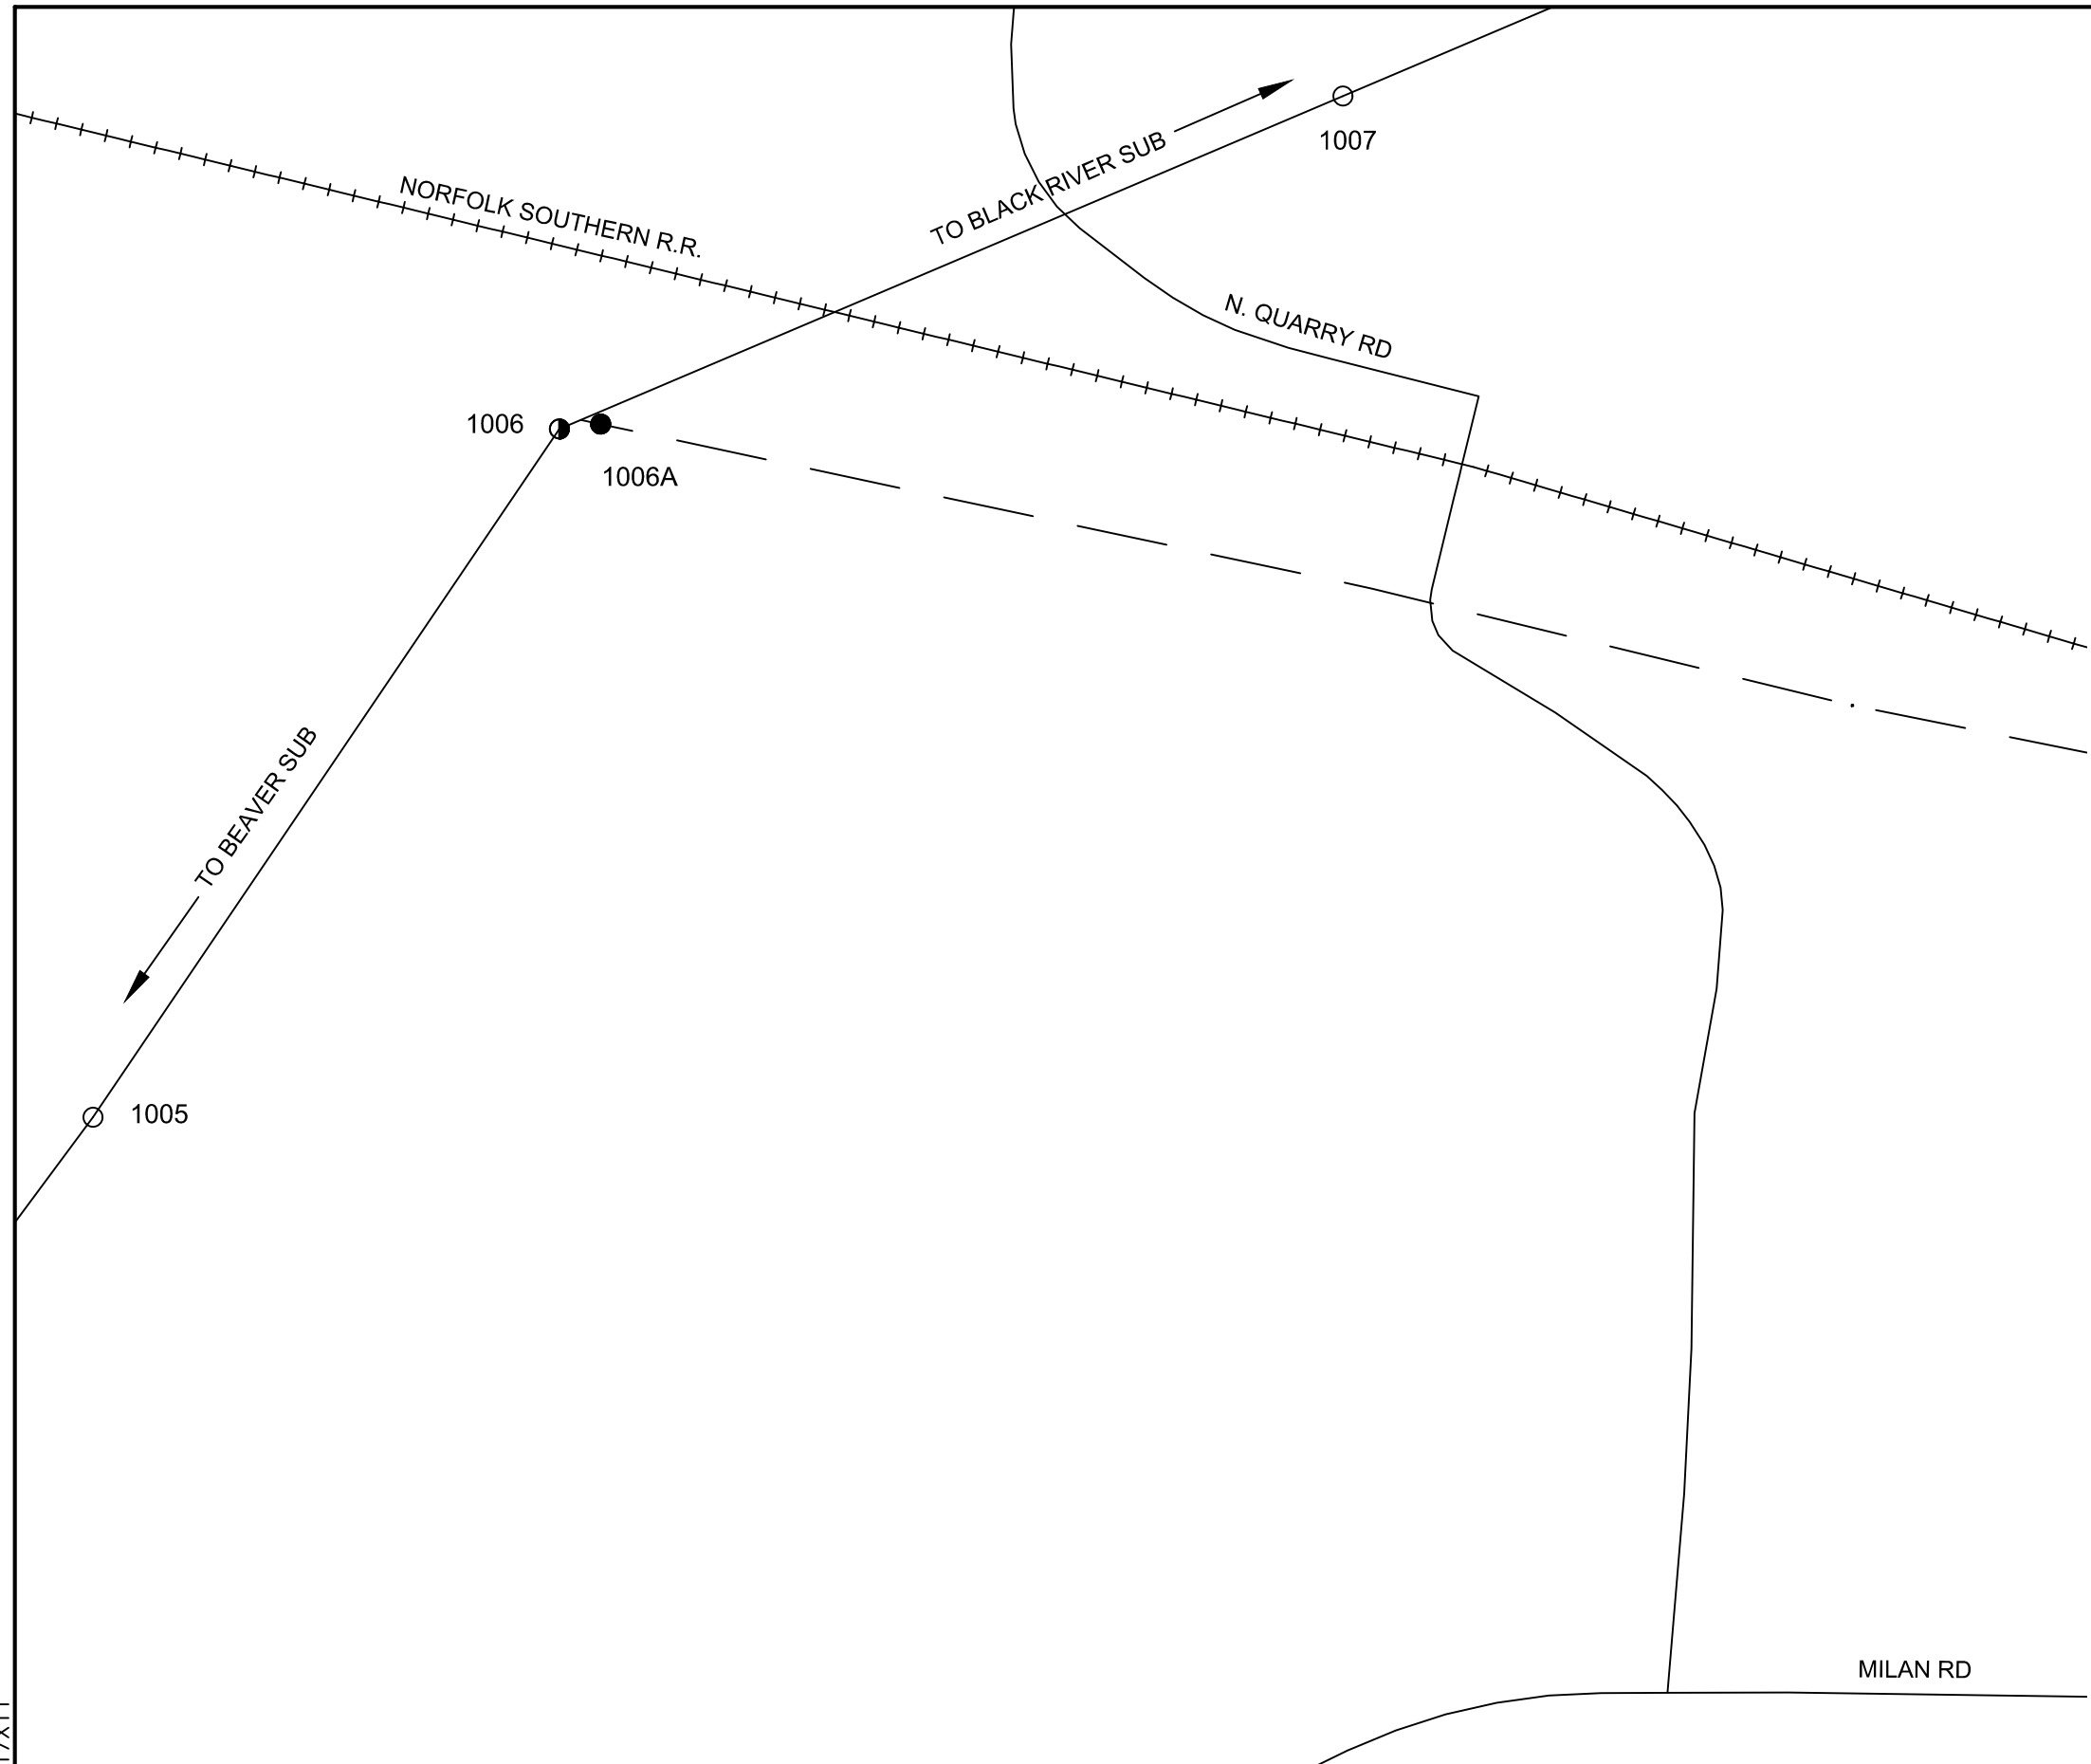 1007
TO BLACK RIVER SUB
NORFOLK SOUTHERN R.R.
N. QUARRY RD
1006
1006A
TO BEAVER SUB
1005
MILAN RD